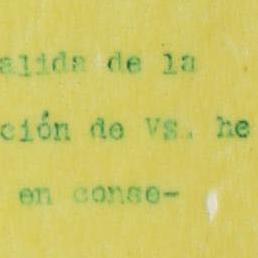 alida de la
ción de Vs. he
en conse-